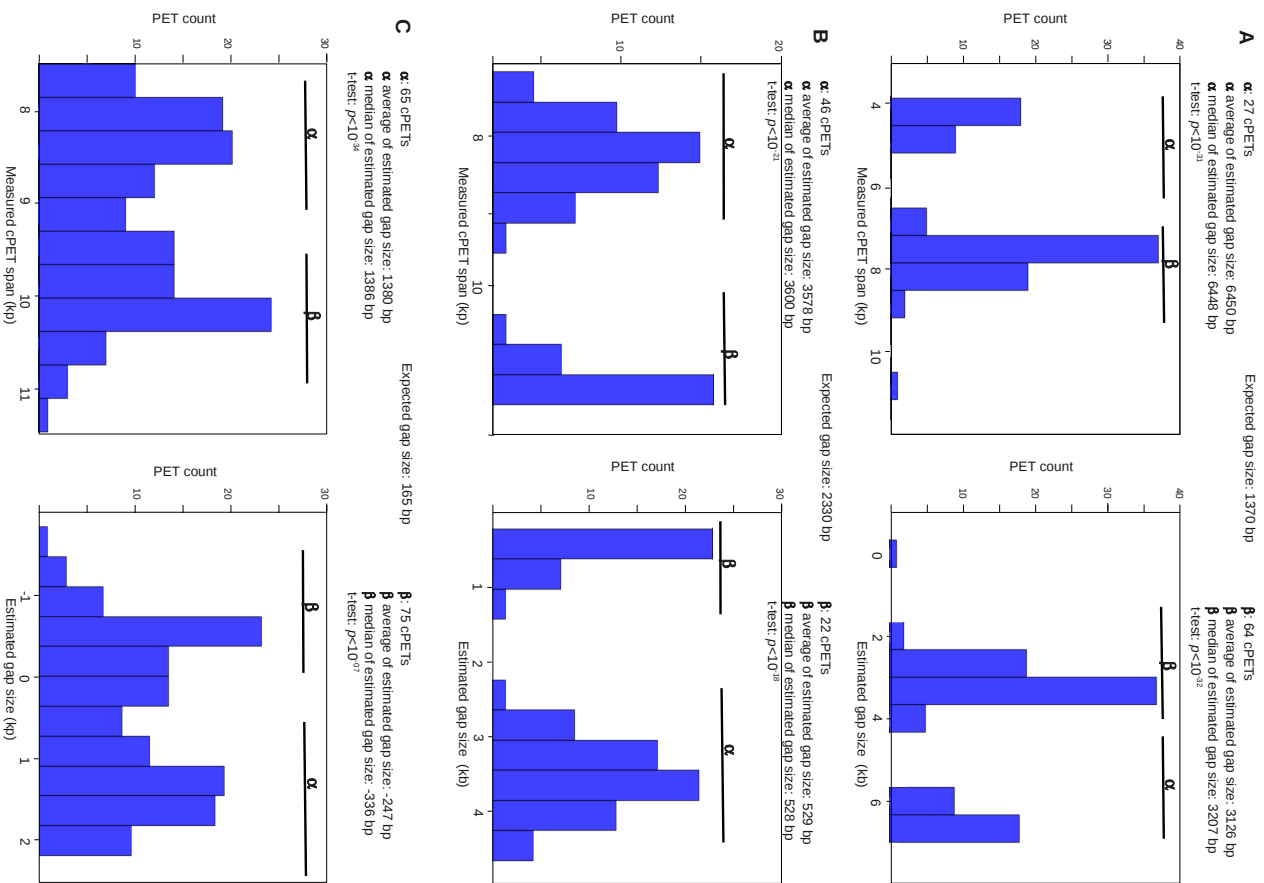 A
α: 27 cPETs
α average of estimated gap size: 6450 bp
α median of estimated gap size: 6448 bp
t-test: p<10-31
Expected gap size: 1370 bp
β: 64 cPETs
β average of estimated gap size: 3126 bp
β median of estimated gap size: 3207 bp
t-test: p<10-32
PET count
10
20
30
40
α
β
4
6
8
10
Measured cPET span (kp)
PET count
10
20
30
40
β
α
0
2
4
6
Estimated gap size (kb)
B
α: 46 cPETs
α average of estimated gap size: 3578 bp
α median of estimated gap size: 3600 bp
t-test: p<10-21
Expected gap size: 2330 bp
β: 22 cPETs
β average of estimated gap size: 529 bp
β median of estimated gap size: 528 bp
t-test: p<10-18
PET count
10
20
α
β
8
10
Measured cPET span (kp)
PET count
10
20
30
β
α
1
2
3
4
Estimated gap size (kb)
C
α: 65 cPETs
α average of estimated gap size: 1380 bp
α median of estimated gap size: 1386 bp
t-test: p<10-34
Expected gap size: 165 bp
β: 75 cPETs
β average of estimated gap size: -247 bp
β median of estimated gap size: -336 bp
t-test: p<10-07
PET count
10
20
30
α
β
8
9
10
11
Measured cPET span (kp)
PET count
10
20
30
β
α
-1
0
1
2
Estimated gap size (kp)